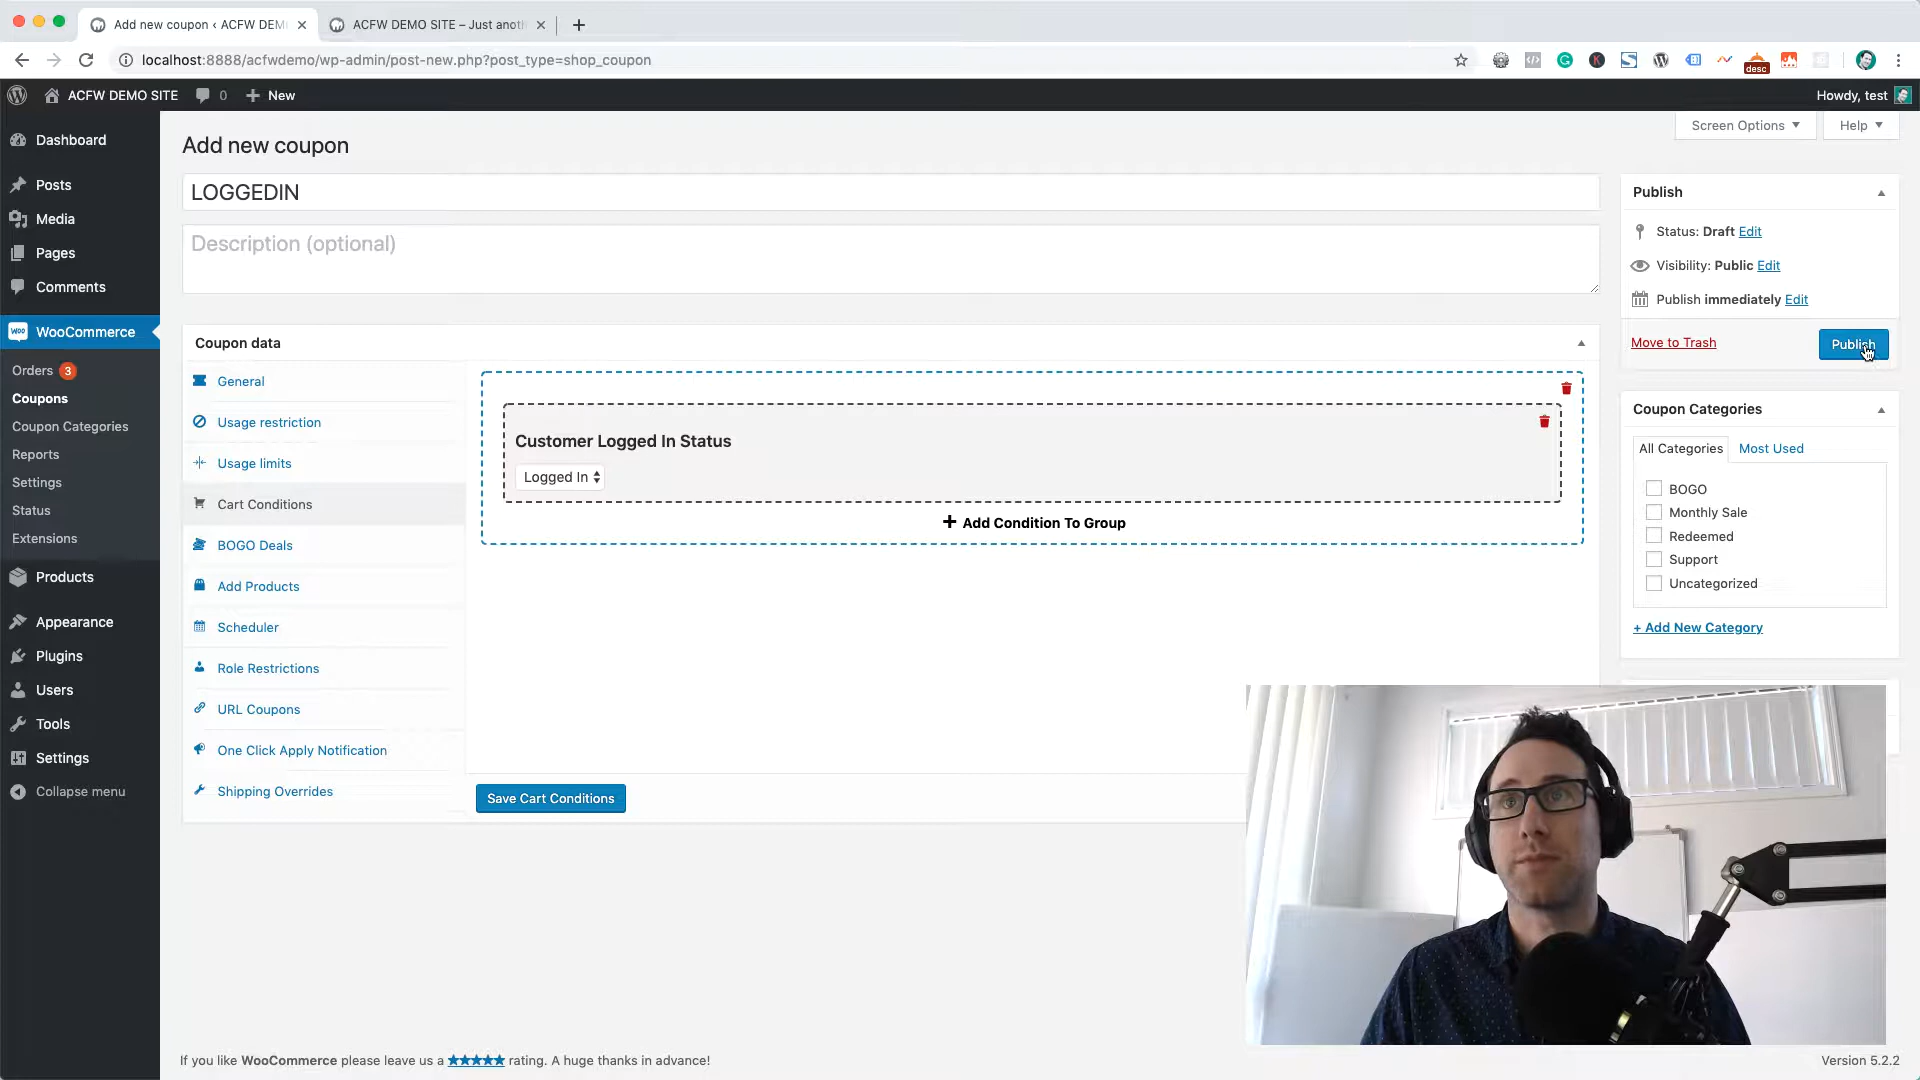 Add new coupon ‹ ACFW DEM
ACFW DEMO SITE – Just anot
localhost:8888/acfwdemo/wp-admin/post-new.php?post_type=shop_coupon
desc
ACFW DEMO SITE
0
New
Howdy, test
Screen Options
Help
Dashboard
Posts
Media
Pages
Comments
woo WooCommerce
Orders 3
Coupons
Coupon Categories
Reports
Settings
Status
Extensions
Products
Appearance
Plugins
Users
Tools
Settings
Collapse menu
Add new coupon
LOGGEDIN
Description (optional)
Coupon data
General
Usage restriction
Usage limits
Cart Conditions
BOGO Deals
Add Products
Scheduler
Role Restrictions
URL Coupons
One Click Apply Notification
Shipping Overrides
Customer Logged In Status
Logged In
+ Add Condition To Group
Save Cart Conditions
Publish
Status: Draft Edit
Visibility: Public Edit
Publish immediately Edit
Move to Trash
Publish
Coupon Categories
All Categories
Most Used
BOGO
Monthly Sale
Redeemed
Support
Uncategorized
+ Add New Category
If you like WooCommerce please leave us a ★★★★★ rating. A huge thanks in advance!
Version 5.2.2